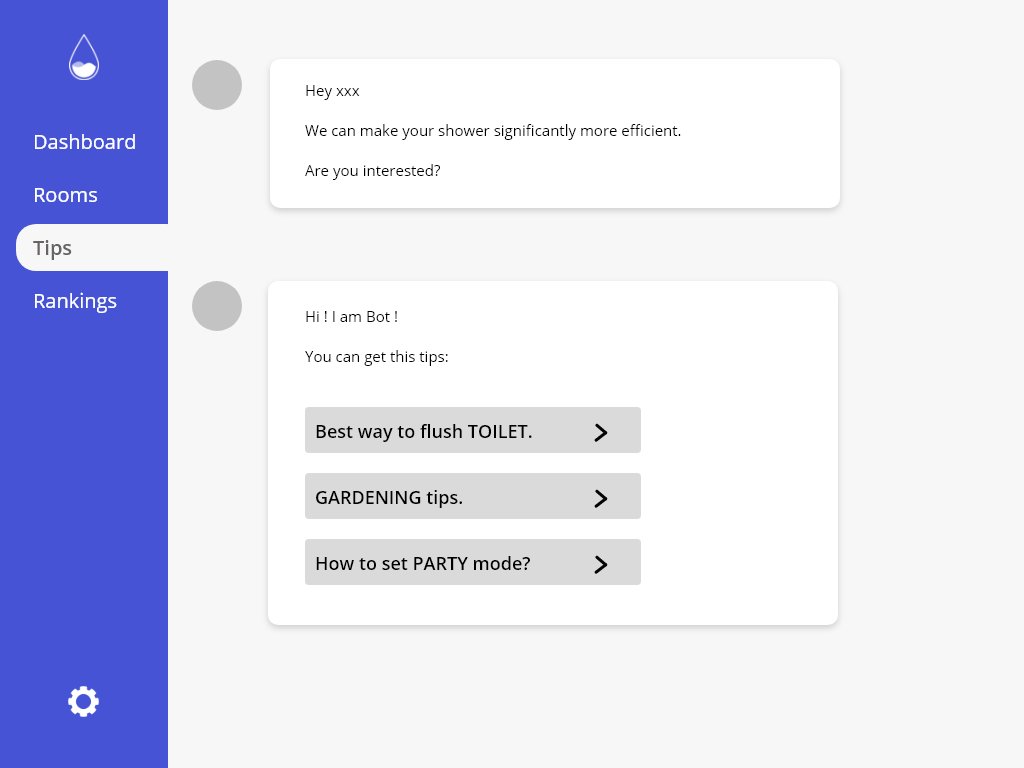 Dashboard
Rooms
Tips
Rankings
Hey xxx
We can make your shower significantly more efficient.
Are you interested?
Hi ! I am Bot !
You can get this tips:
Best way to flush TOILET.
GARDENING tips.
How to set PARTY mode?